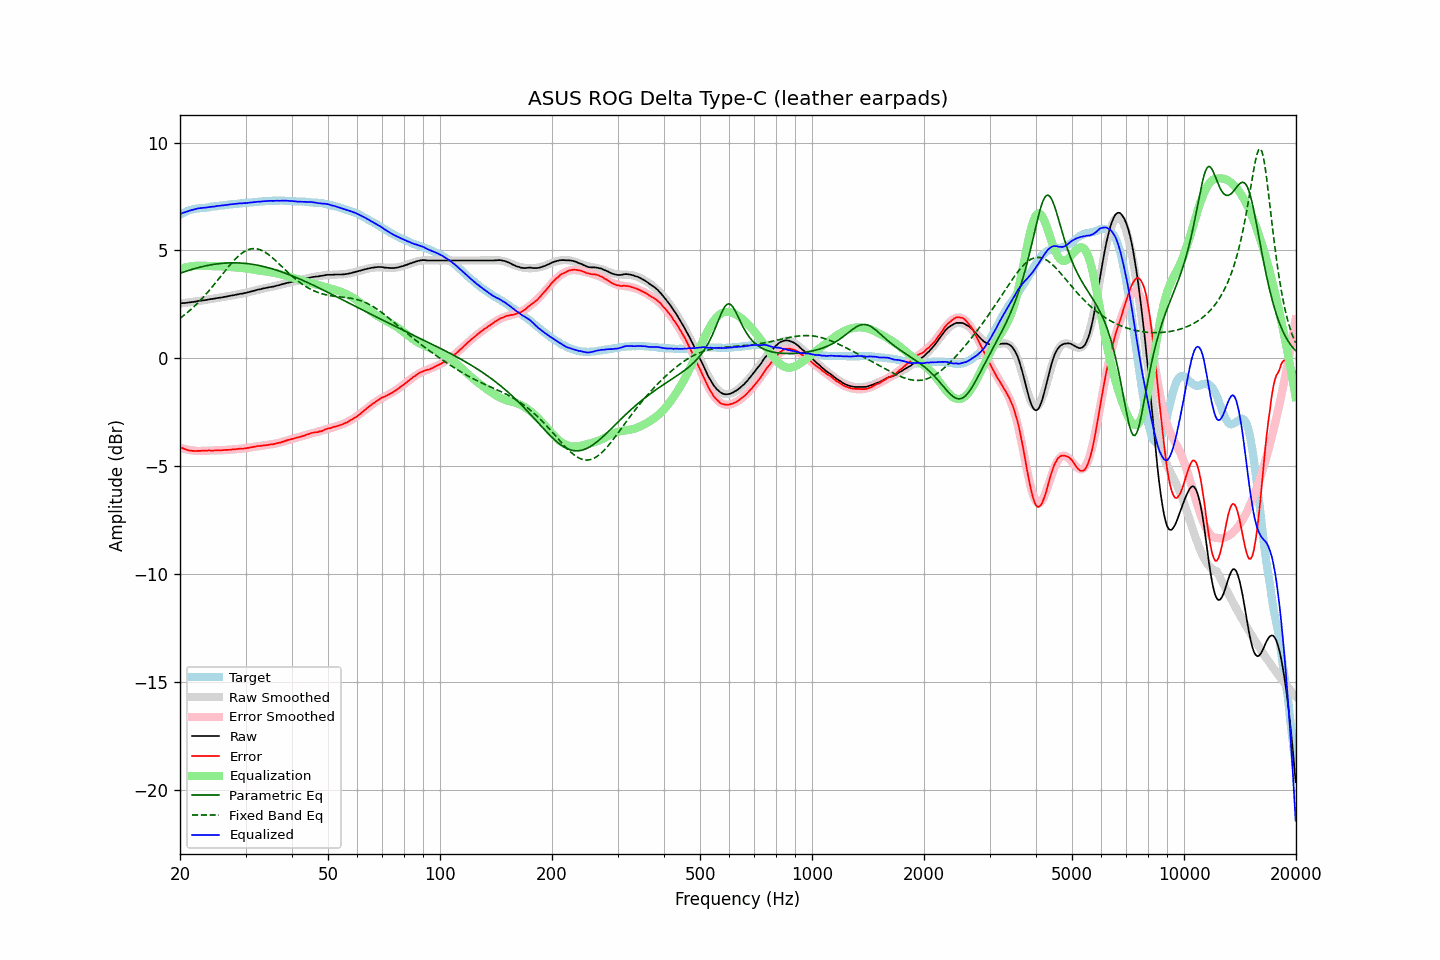 ASUS ROG Delta Type-C (leather earpads)
Amplitude (dBr)
10
5
0
−5
−10
−15
−20
Target
Raw Smoothed
Error Smoothed
Raw
Error
Equalization
Parametric Eq
Fixed Band Eq
Equalized
20 50 100 200 500 1000 2000 5000 10000 20000
Frequency (Hz)